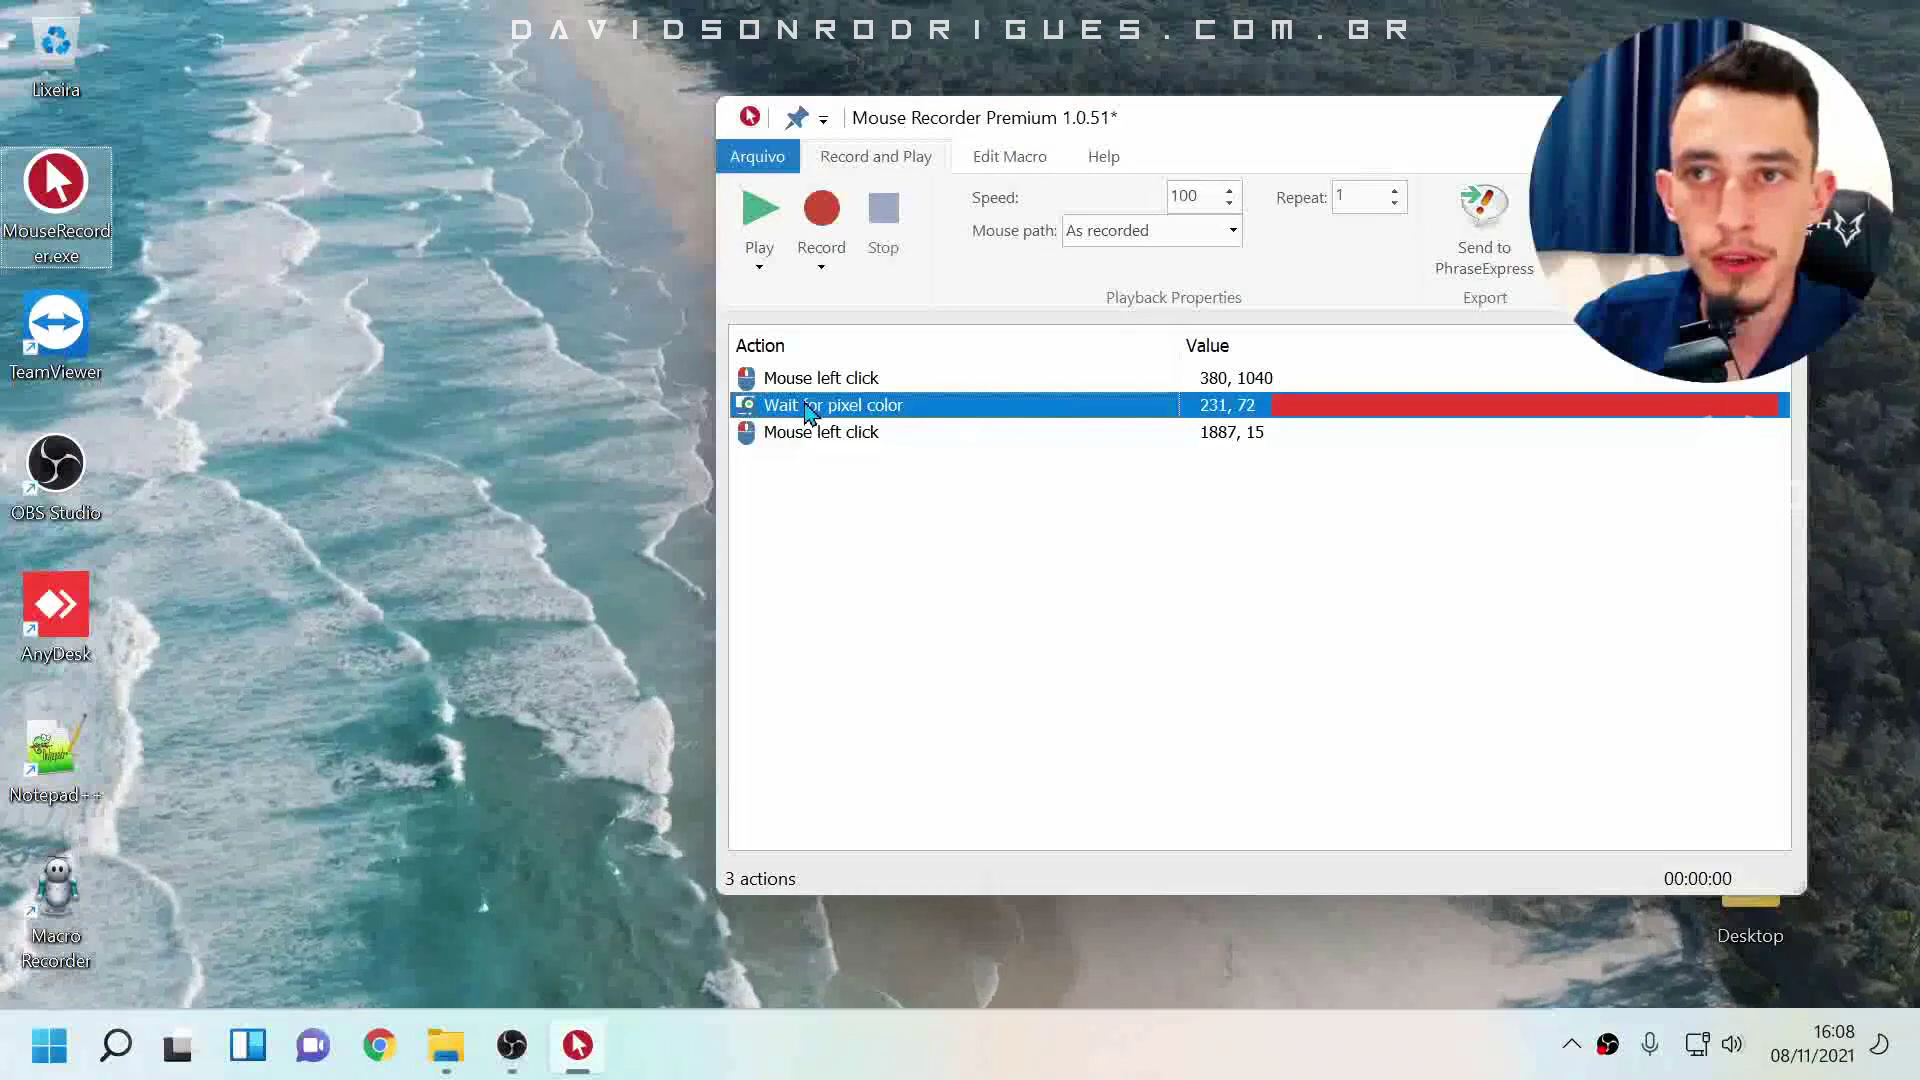 DAVIDSONRODRIGUES.COM.BR
Lixeira
MouseRecord
er.exe
TeamViewer
OBS Studio
AnyDesk
Notepad++
Macro
Recorder
Mouse Recorder Premium 1.0.51*
Arquivo
Record and Play
Edit Macro
Help
Play
Record
Stop
Speed:
100
Repeat:
1
Mouse path:
As recorded
Playback Properties
Send to
PhraseExpress
Export
Action
Value
Mouse left click
380, 1040
Wait for pixel color
231, 72
Mouse left click
1887, 15
3 actions
00:00:00
Desktop
16:08
08/11/2021